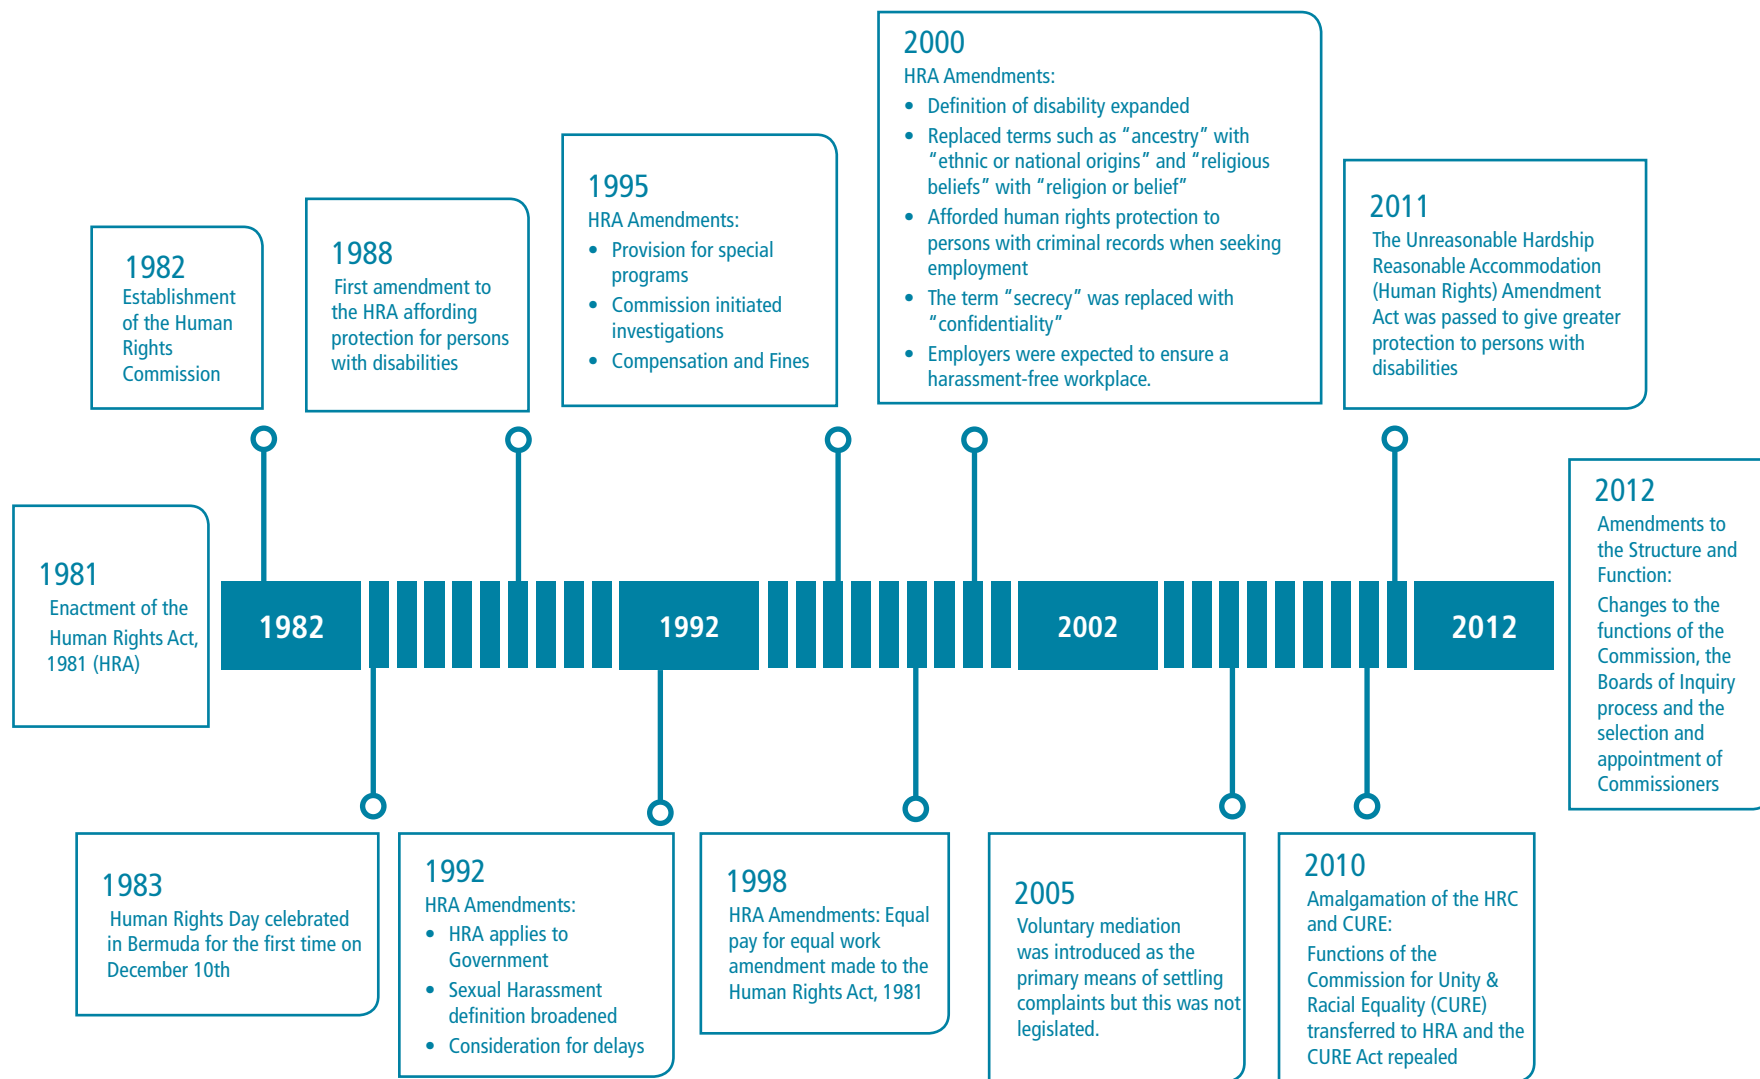 1981
Enactment of the
Human Rights Act,
1981 (HRA)
1982
Establishment
of the Human
Rights
Commission
1983
Human Rights Day celebrated
in Bermuda for the first time on
December 10th
1988
First amendment to
the HRA affording
protection for persons
with disabilities
1992
HRA Amendments:
• HRA applies to
Government
• Sexual Harassment
definition broadened
• Consideration for delays
1995
HRA Amendments:
• Provision for special
programs
• Commission initiated
investigations
• Compensation and Fines
1998
HRA Amendments: Equal
pay for equal work
amendment made to the
Human Rights Act, 1981
2000
HRA Amendments:
• Definition of disability expanded
• Replaced terms such as “ancestry” with
“ethnic or national origins” and “religious
beliefs” with “religion or belief”
• Afforded human rights protection to
persons with criminal records when seeking
employment
• The term “secrecy” was replaced with
“confidentiality”
• Employers were expected to ensure a
harassment-free workplace.
2005
Voluntary mediation
was introduced as the
primary means of settling
complaints but this was not
legislated.
2010
Amalgamation of the HRC
and CURE:
Functions of the
Commission for Unity &
Racial Equality (CURE)
transferred to HRA and the
CURE Act repealed
2011
The Unreasonable Hardship
Reasonable Accommodation
(Human Rights) Amendment
Act was passed to give greater
protection to persons with
disabilities
2012
Amendments to
the Structure and
Function:
Changes to the
functions of the
Commission, the
Boards of Inquiry
process and the
selection and
appointment of
Commissioners
1982
1992
2002
2012